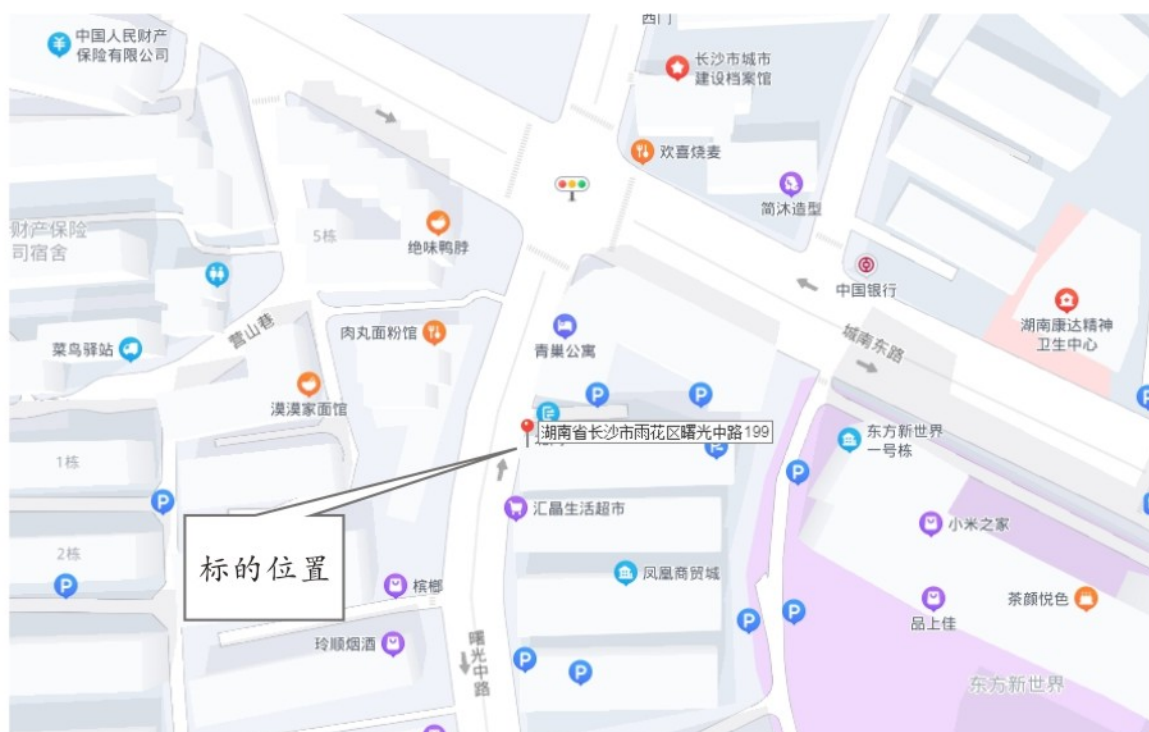 西门
中国人民财产
保险有限公司
长沙市城市
建设档案馆
欢喜烧麦
简沐造型
财产保险
司宿舍
5栋
绝味鸭脖
中国银行
湖南康达精神
卫生中心
营山巷
肉丸面粉馆
青巢公寓
城南东路
菜鸟驿站
漠漠家面馆
P
P
P
湖南省长沙市雨花区曙光中路199
东方新世界
一号栋
1栋
P
P
汇晶生活超市
小米之家
标的位置
2栋
P
槟榔
凤凰商贸城
品上佳
茶颜悦色
P
P
玲顺烟酒
曙光中路
P
P
东方新世界